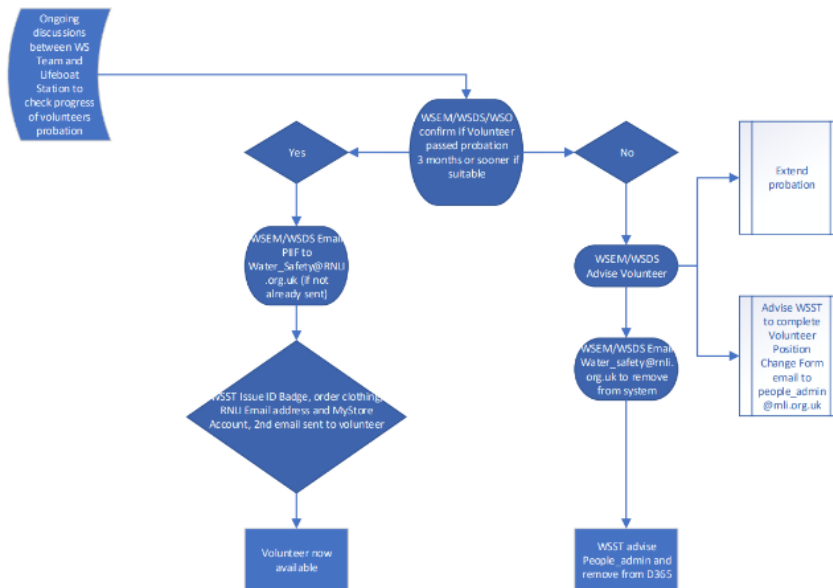 Ongoing
discussions
between WS
Team and
Lifeboat
Station to
check progress
of volunteers
probation
WSEM/WSDS/WSO
confirm if Volunteer
passed probation
3 months or sooner if
suitable
Yes
No
Extend
probation
WSEM/WSDS Email
PIIF to
Water_Safety@RNLI
.org.uk (if not
already sent)
WSEM/WSDS
Advise Volunteer
Advise WSST
to complete
Volunteer
Position
Change Form
email to
people_admin
@rnli.org.uk
WSEM/WSDS Email
Water_safety@rnli.
org.uk to remove
from system
WSST Issue ID Badge, order clothing,
RNLI Email address and MyStore
Account, 2nd email sent to volunteer
Volunteer now
available
WSST advise
People_admin and
remove from D365